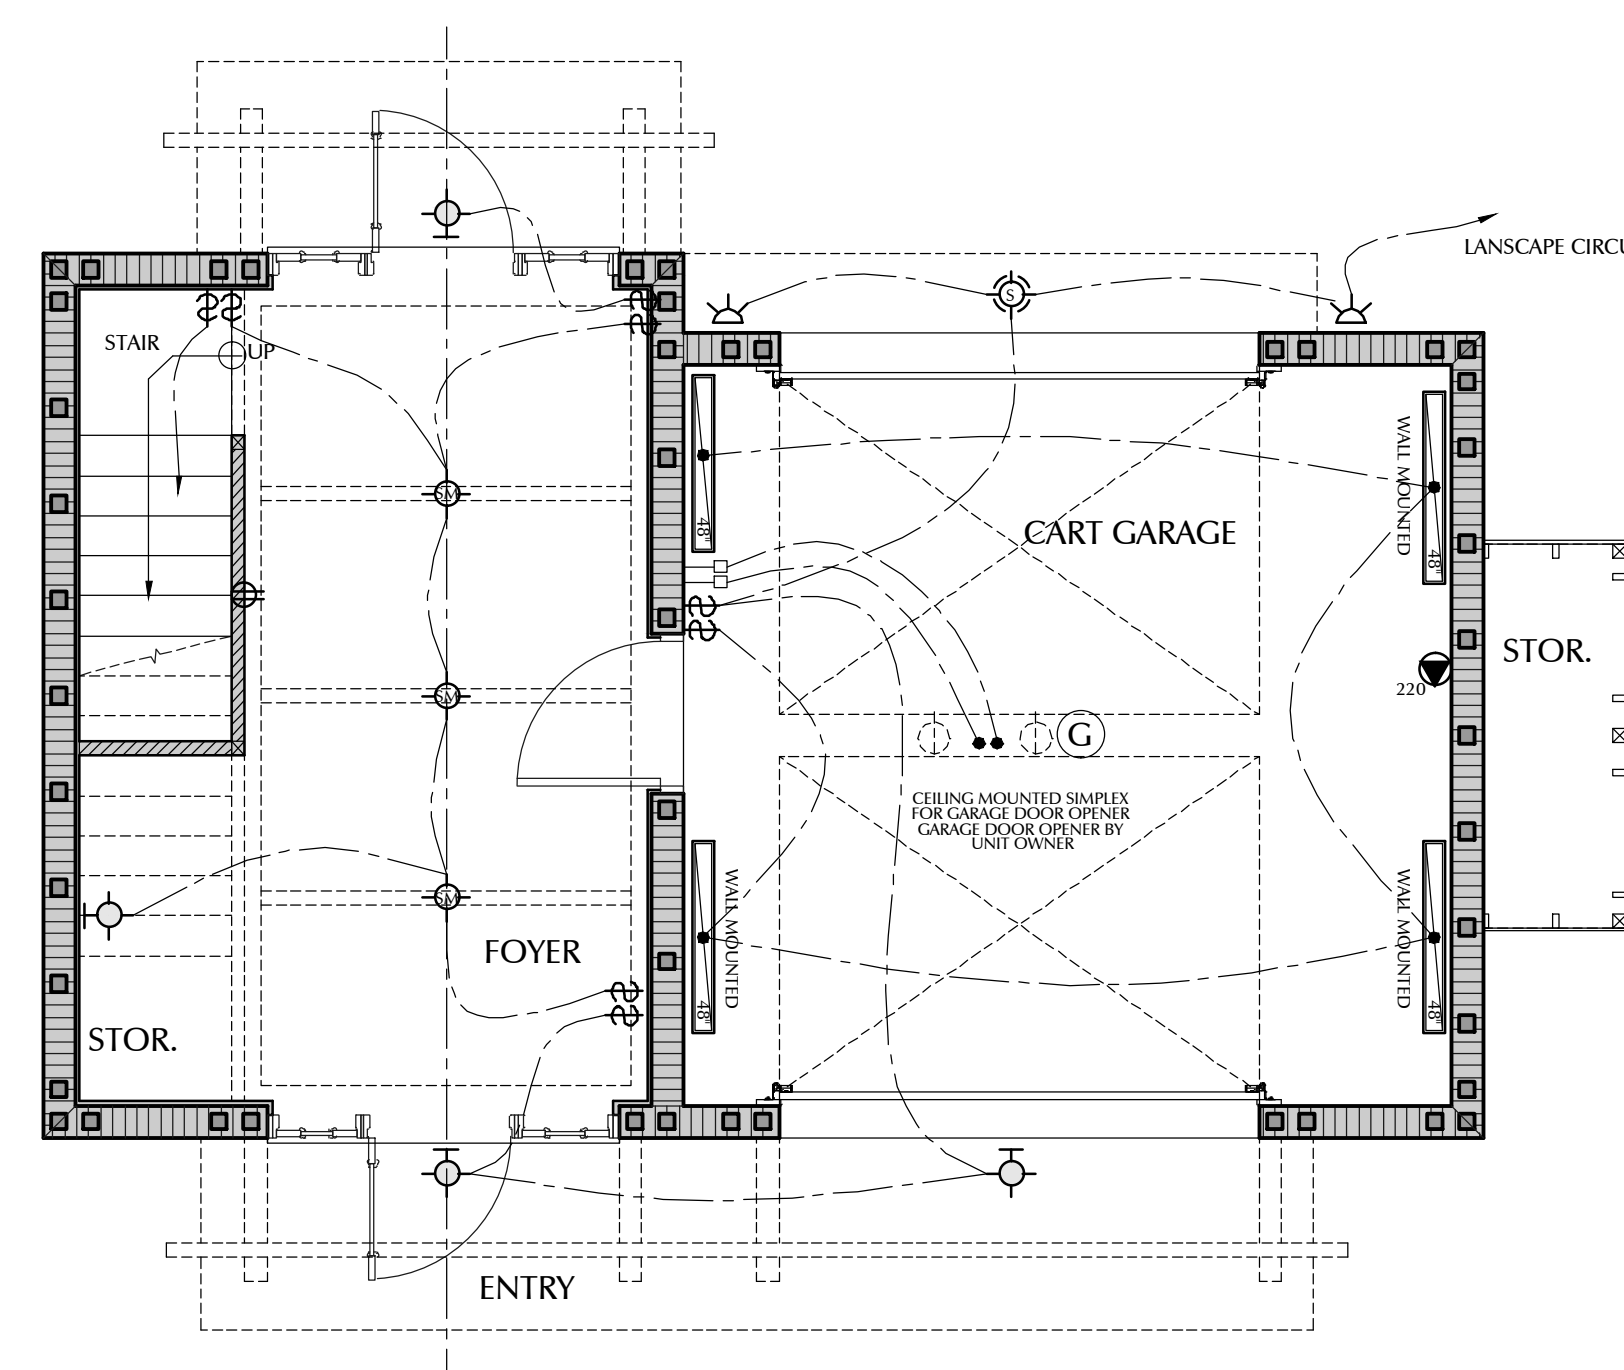 LANSCAPE CIRCU
S
STAIR
UP
WALL MOUNTED
48"
48"
SM
CART GARAGE
STOR.
220
SM
G
CEILING MOUNTED SIMPLEX
FOR GARAGE DOOR OPENER
GARAGE DOOR OPENER BY
UNIT OWNER
SM
WALL MOUNTED
WALL MOUNTED
FOYER
48"
48"
STOR.
ENTRY